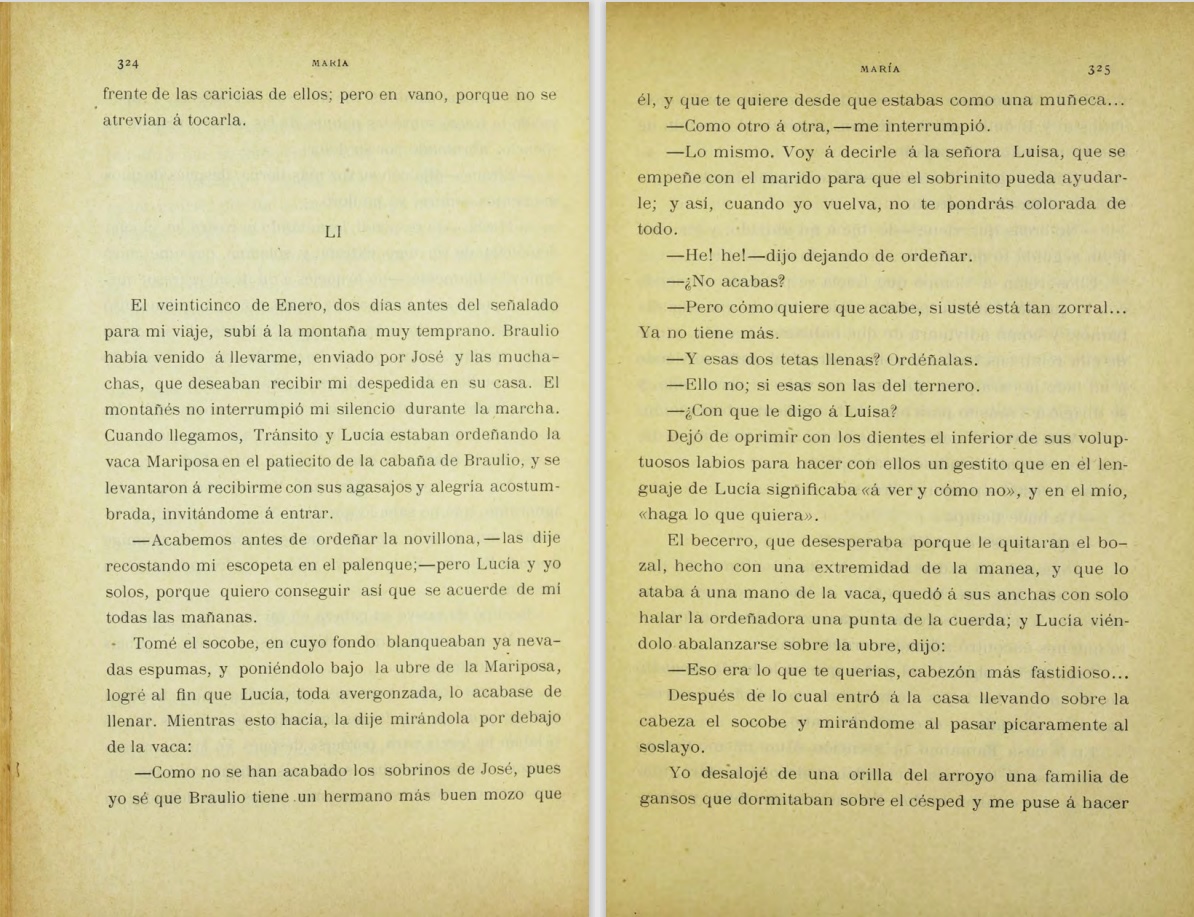 324
MARÍA
frente de las caricias de ellos; pero en vano, porque no se
atrevian á tocarla.
LI
El veinticinco de Enero, dos dias antes del señalado
para mi viaje, subí á la montaña muy temprano. Braulio
habia venido á llevarme, enviado por José y las mucha-
chas, que deseaban recibir mi despedida en su casa. El
montañés no interrumpió mi silencio durante la marcha.
Cuando llegamos, Tránsito y Lucía estaban ordeñando la
vaca Mariposa en el patiecito de la cabaña de Braulio, y se
levantaron á recibirme con sus agasajos y alegria acostum-
brada, invitándome á entrar.
—Acabemos antes de ordeñar la novillona,—las dije
recostando mi escopeta en el palenque;—pero Lucía y yo
solos, porque quiero conseguir así que se acuerde de mí
todas las mañanas.
Tomé el socobe, en cuyo fondo blanqueaban ya neva-
das espumas, y poniéndolo bajo la ubre de la Mariposa,
logré al fin que Lucía, toda avergonzada, lo acabase de
llenar. Mientras esto hacía, la dije mirándola por debajo
de la vaca:
—Como no se han acabado los sobrinos de José, pues
yo sé que Braulio tiene un hermano más buen mozo que
MARÍA
325
él, y que te quiere desde que estabas como una muñeca...
—Como otro á otra,—me interrumpió.
—Lo mismo. Voy á decirle á la señora Luisa, que se
empeñe con el marido para que el sobrinito pueda ayudar-
le; y así, cuando yo vuelva, no te pondrás colorada de
todo.
—He! he!—dijo dejando de ordeñar.
—¿No acabas?
—Pero cómo quiere que acabe, si usté está tan zorral...
Ya no tiene más.
—Y esas dos tetas llenas? Ordéñalas.
—Ello no; si esas son las del ternero.
—¿Con que le digo á Luisa?
Dejó de oprimir con los dientes el inferior de sus volup-
tuosos labios para hacer con ellos un gestito que en el len-
guaje de Lucía significaba «á ver y cómo no», y en el mío,
«haga lo que quiera».
El becerro, que desesperaba porque le quitaran el bo-
zal, hecho con una extremidad de la manea, y que lo
ataba á una mano de la vaca, quedó á sus anchas con solo
halar la ordeñadora una punta de la cuerda; y Lucía vién-
dolo abalanzarse sobre la ubre, dijo:
—Eso era lo que te querias, cabezón más fastidioso...
Después de lo cual entró á la casa llevando sobre la
cabeza el socobe y mirándome al pasar picaramente al
soslayo.
Yo desalojé de una orilla del arroyo una familia de
gansos que dormitaban sobre el césped y me puse á hacer